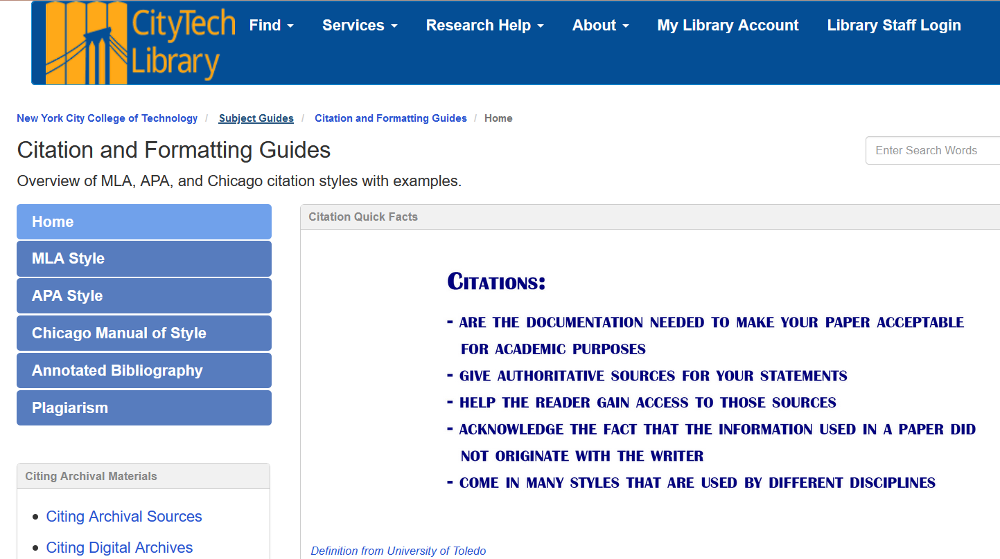 CityTech
Library
Find
Services
Research Help
About
My Library Account
Library Staff Login
New York City College of Technology / Subject Guides / Citation and Formatting Guides / Home
Citation and Formatting Guides
Enter Search Words
Overview of MLA, APA, and Chicago citation styles with examples.
Home
MLA Style
APA Style
Chicago Manual of Style
Annotated Bibliography
Plagiarism
Citing Archival Materials
• Citing Archival Sources
• Citing Digital Archives
Citation Quick Facts
Citations:
- are the documentation needed to make your paper acceptable
for academic purposes
- give authoritative sources for your statements
- help the reader gain access to those sources
- acknowledge the fact that the information used in a paper did
not originate with the writer
- come in many styles that are used by different disciplines
Definition from University of Toledo